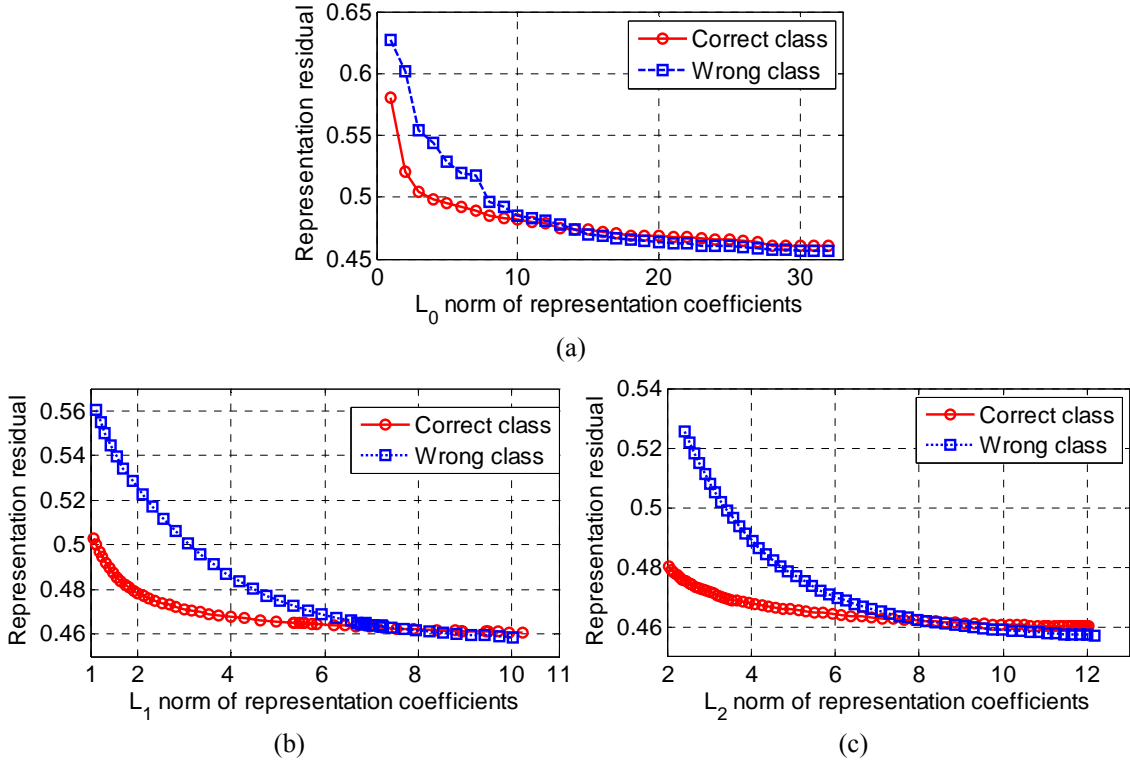 0.65
Correct class
Wrong class
0.6
0.55
0.5
0.45
0 10 20 30
Representation residual
L0 norm of representation coefficients
(a)
0.56
0.54
0.52
0.5
0.48
0.46
Correct class
Wrong class
1 2 4 6 8 10 11
Representation residual
L1 norm of representation coefficients
(b)
0.54
0.52
0.5
0.48
0.46
Correct class
Wrong class
2 4 6 8 10 12
Representation residual
L2 norm of representation coefficients
(c)